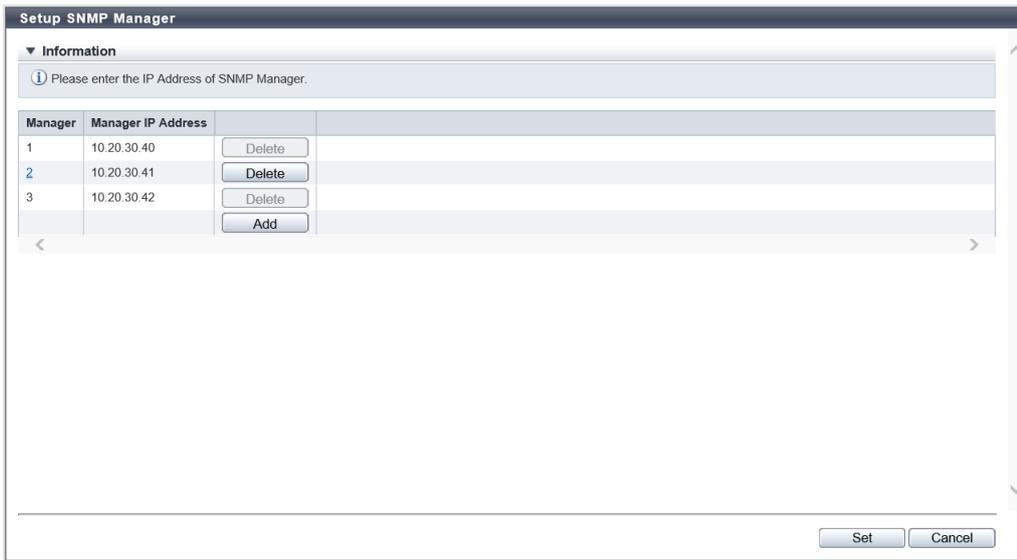 Setup SNMP Manager
Information
Please enter the IP Address of SNMP Manager.
Manager Manager IP Address
1 10.20.30.40 Delete
2 10.20.30.41 Delete
3 10.20.30.42 Delete
Add
Set Cancel